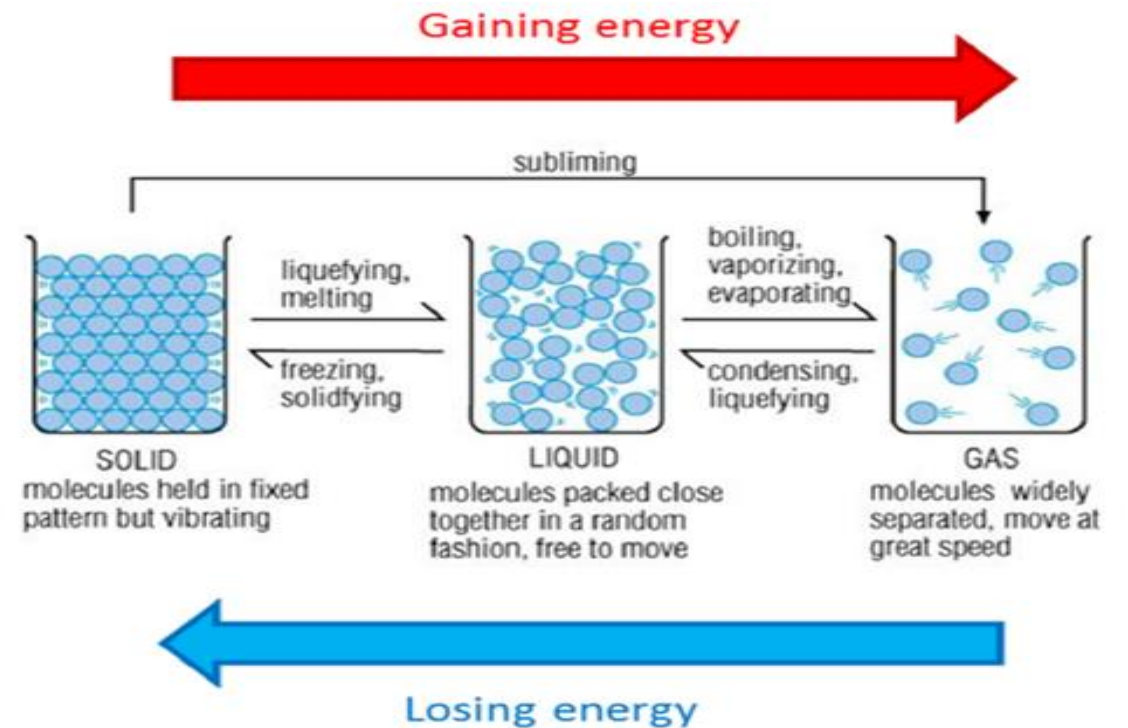 Gaining energy
subliming
liquefying,
melting
freezing,
solidfying
boiling,
vaporizing,
evaporating
condensing,
liquefying
SOLID
molecules held in fixed
pattern but vibrating
LIQUID
molecules packed close
together in a random
fashion, free to move
GAS
molecules widely
separated, move at
great speed
Losing energy